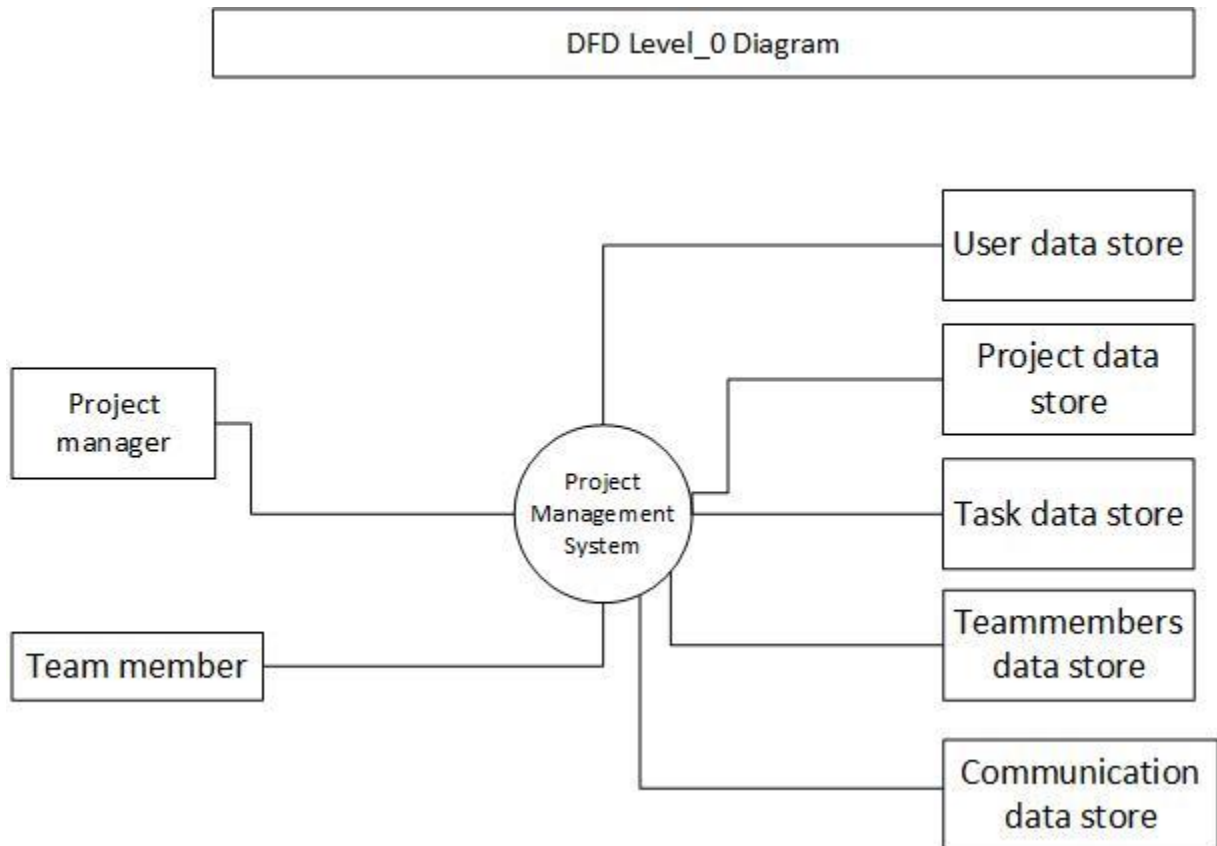 DFD Level_0 Diagram
User data store
Project data
store
Project
manager
Project
Management
System
Task data store
Teammembers
data store
Team member
Communication
data store